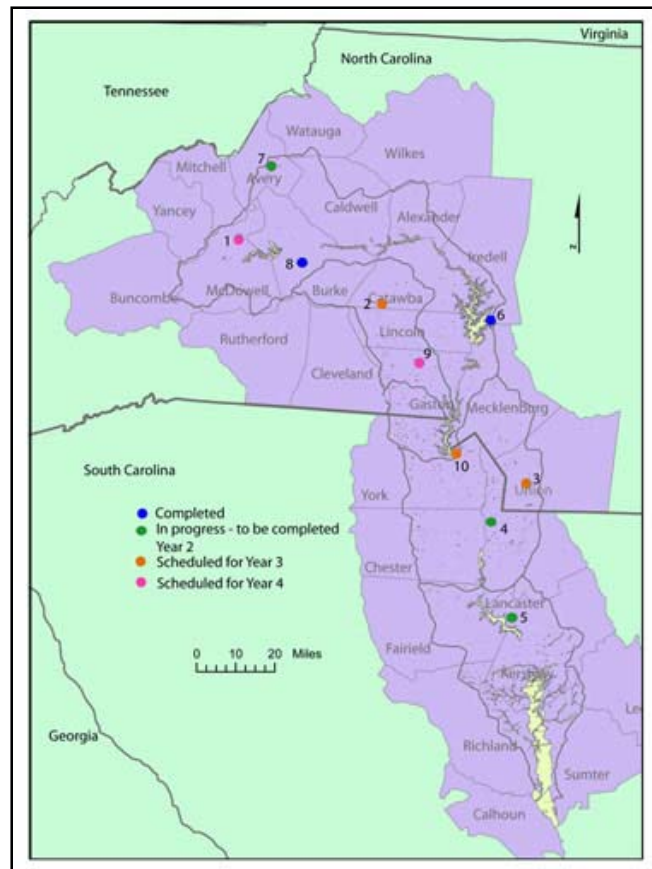 Virginia
North Carolina
Tennessee
Watauga
Wilkes
Mitchell
7
Avery
Caldwell
Alexander
Yancey
1
Iredell
8
Buncombe
McDowell
Burke
Catawba
2
6
Rutherford
Lincoln
9
Cleveland
Gaston
Mecklenburg
10
South Carolina
3
Union
York
4
Completed
In progress - to be completed
Year 2
Scheduled for Year 3
Scheduled for Year 4
Chester
Lancaster
5
0 10 20 Miles
Fairield
Kershaw
Lee
Georgia
Richland
Sumter
Calhoun
z